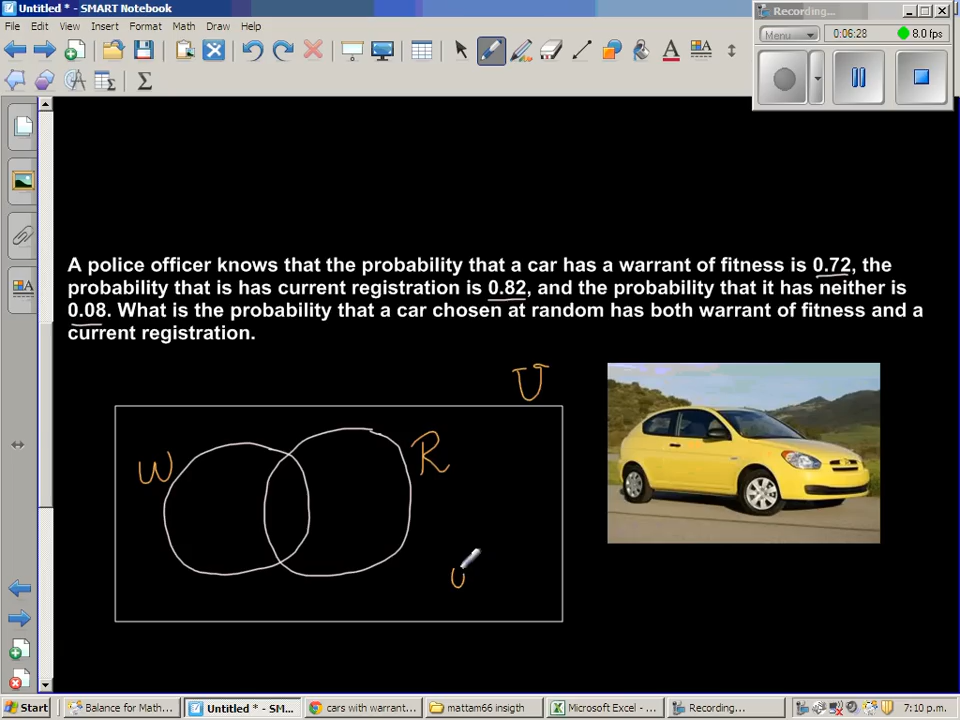 Untitled * - SMART Notebook
Recording...
File Edit View Insert Format Math Draw Help
Menu 0:06:28 8.0 fps
A police officer knows that the probability that a car has a warrant of fitness is 0.72, the
probability that is has current registration is 0.82, and the probability that it has neither is
0.08. What is the probability that a car chosen at random has both warrant of fitness and a
current registration.
U
W R
Start Balance for Math... Untitled * - SMA... cars with warrant... mattam66 insigth Microsoft Excel - ... Recording... 7:10 p.m.